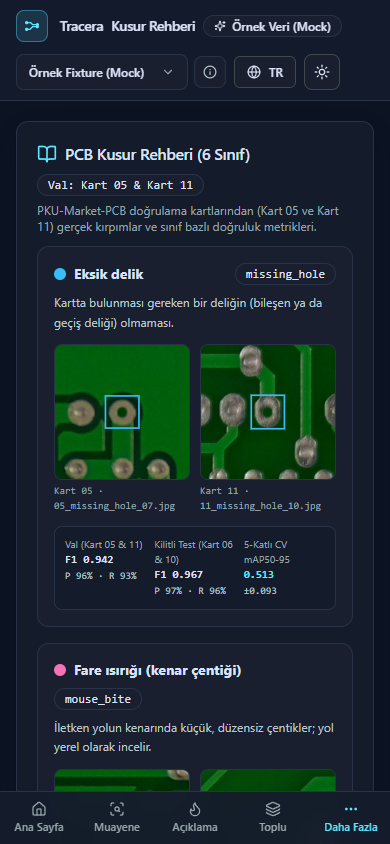 Tracera Kusur Rehberi Örnek Veri (Mock)
Örnek Fixture (Mock) TR
PCB Kusur Rehberi (6 Sınıf)
Val: Kart 05 & Kart 11
PKU-Market-PCB doğrulama kartlarından (Kart 05 ve Kart
11) gerçek kırpımlar ve sınıf bazlı doğruluk metrikleri.
Eksik delik missing_hole
Kartta bulunması gereken bir deliğin (bileşen ya da
geçiş deliği) olmaması.
Kart 05 ·
05_missing_hole_07.jpg
Kart 11 ·
11_missing_hole_10.jpg
Val (Kart 05 & 11)
F1 0.942
P 96% · R 93%
Kilitli Test (Kart 06
& 10)
F1 0.967
P 97% · R 96%
5-Katlı CV
mAP50-95
0.513
±0.093
Fare ısırığı (kenar çentiği)
mouse_bite
İletken yolun kenarında küçük, düzensiz çentikler; yol
yerel olarak incelir.
Ana Sayfa Muayene Açıklama Toplu Daha Fazla